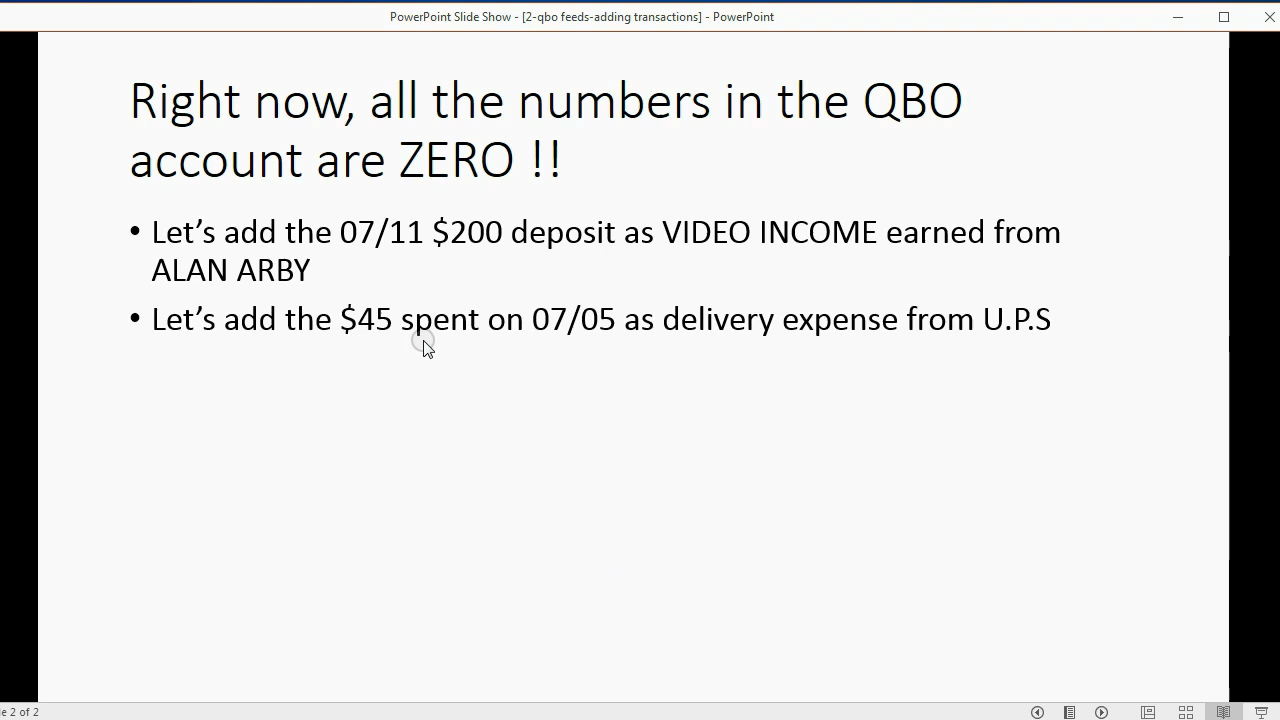 PowerPoint Slide Show - [2-qbo feeds-adding transactions] - PowerPoint
Right now, all the numbers in the QBO
account are ZERO !!
• Let's add the 07/11 $200 deposit as VIDEO INCOME earned from
ALAN ARBY
• Let's add the $45 spent on 07/05 as delivery expense from U.P.S
e 2 of 2